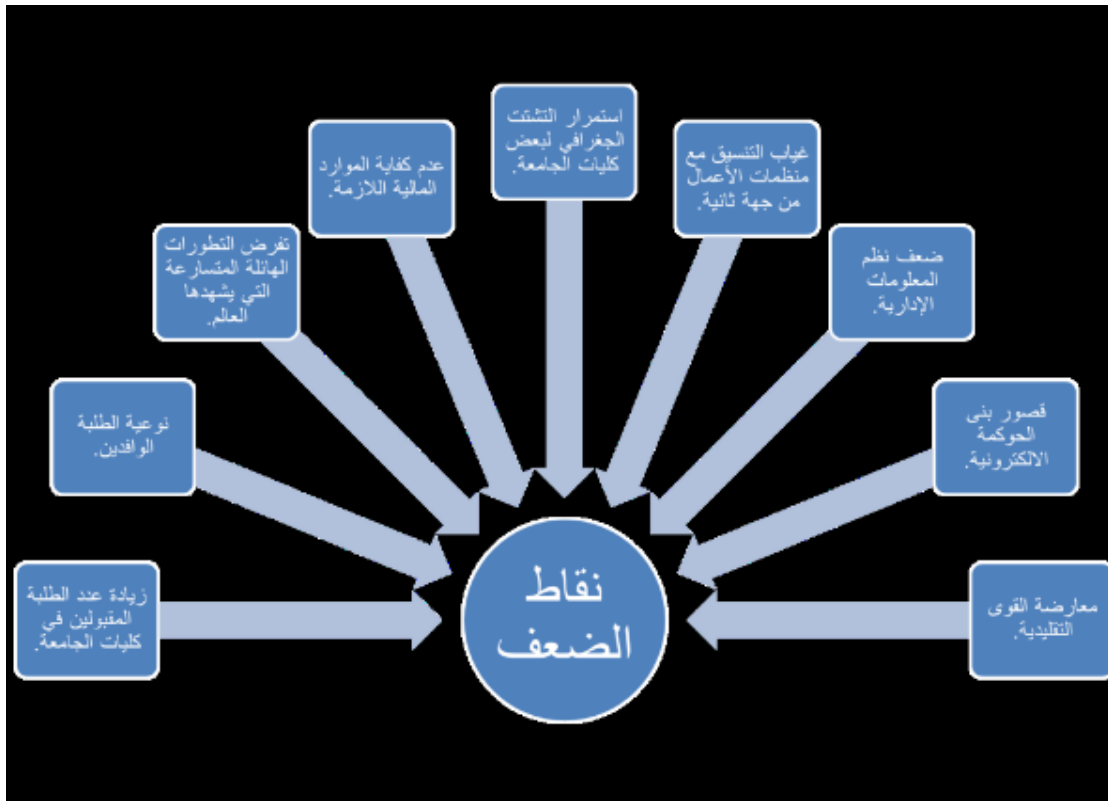 استمرار التشتت
الجغرافي لبعض
كليات الجامعة.
غياب التنسيق مع
منظمات الأعمال
من جهة ثانية.
عدم كفاية الموارد
المالية اللازمة.
ضعف نظم
المعلومات
الإدارية.
تفرض التطورات
الهائلة المتسارعة
التي يشهدها
العالم.
قصور بنى
الحوكمة
الالكترونية.
نوعية الطلبة
الوافدين.
معارضة القوى
التقليدية.
زيادة عدد الطلبة
المقبولين في
كليات الجامعة.
نقاط
الضعف